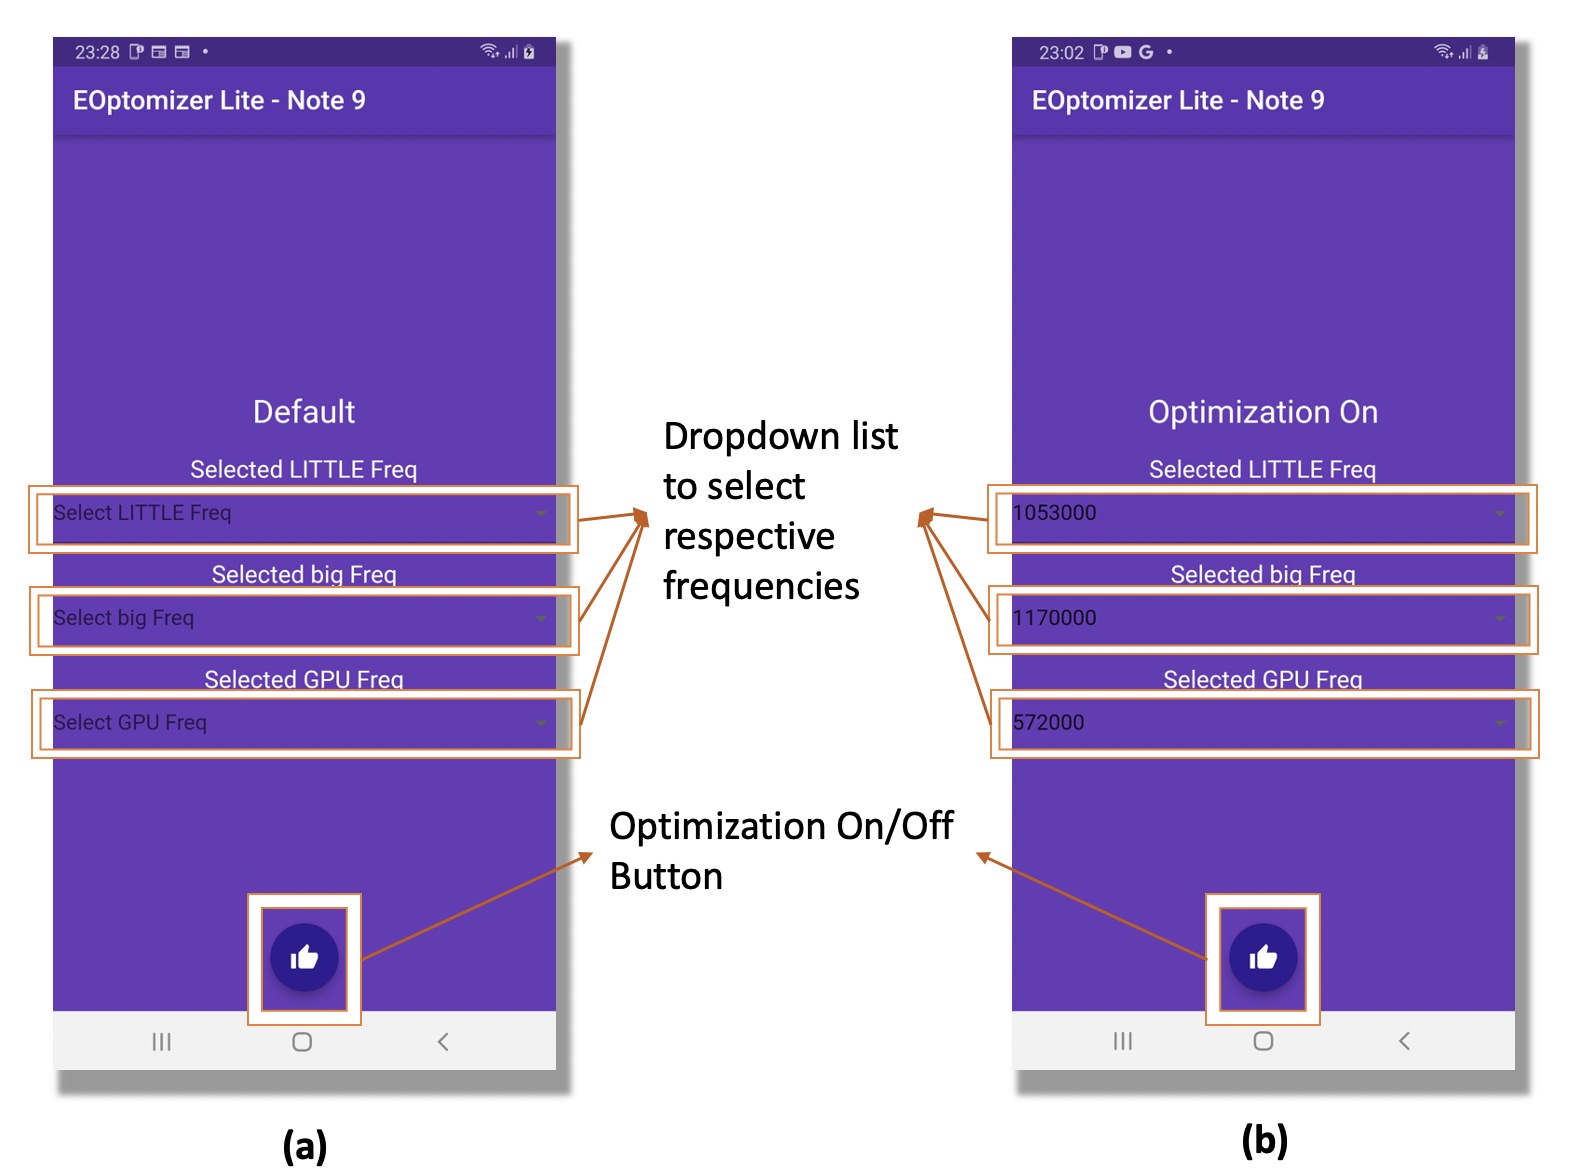 23:28
EOptomizer Lite - Note 9
Default
Selected LITTLE Freq
Select LITTLE Freq
Selected big Freq
Select big Freq
Selected GPU Freq
Select GPU Freq
(a)
Dropdown list
to select
respective
frequencies
Optimization On/Off
Button
23:02
G
EOptomizer Lite - Note 9
Optimization On
Selected LITTLE Freq
1053000
Selected big Freq
1170000
Selected GPU Freq
572000
(b)